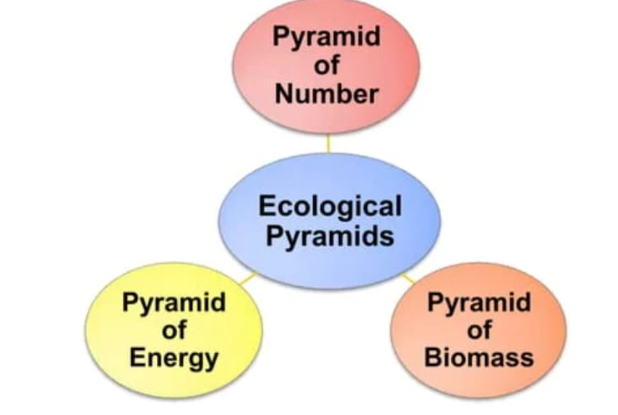 Pyramid
of
Number
Ecological
Pyramids
Pyramid
of
Energy
Pyramid
of
Biomass